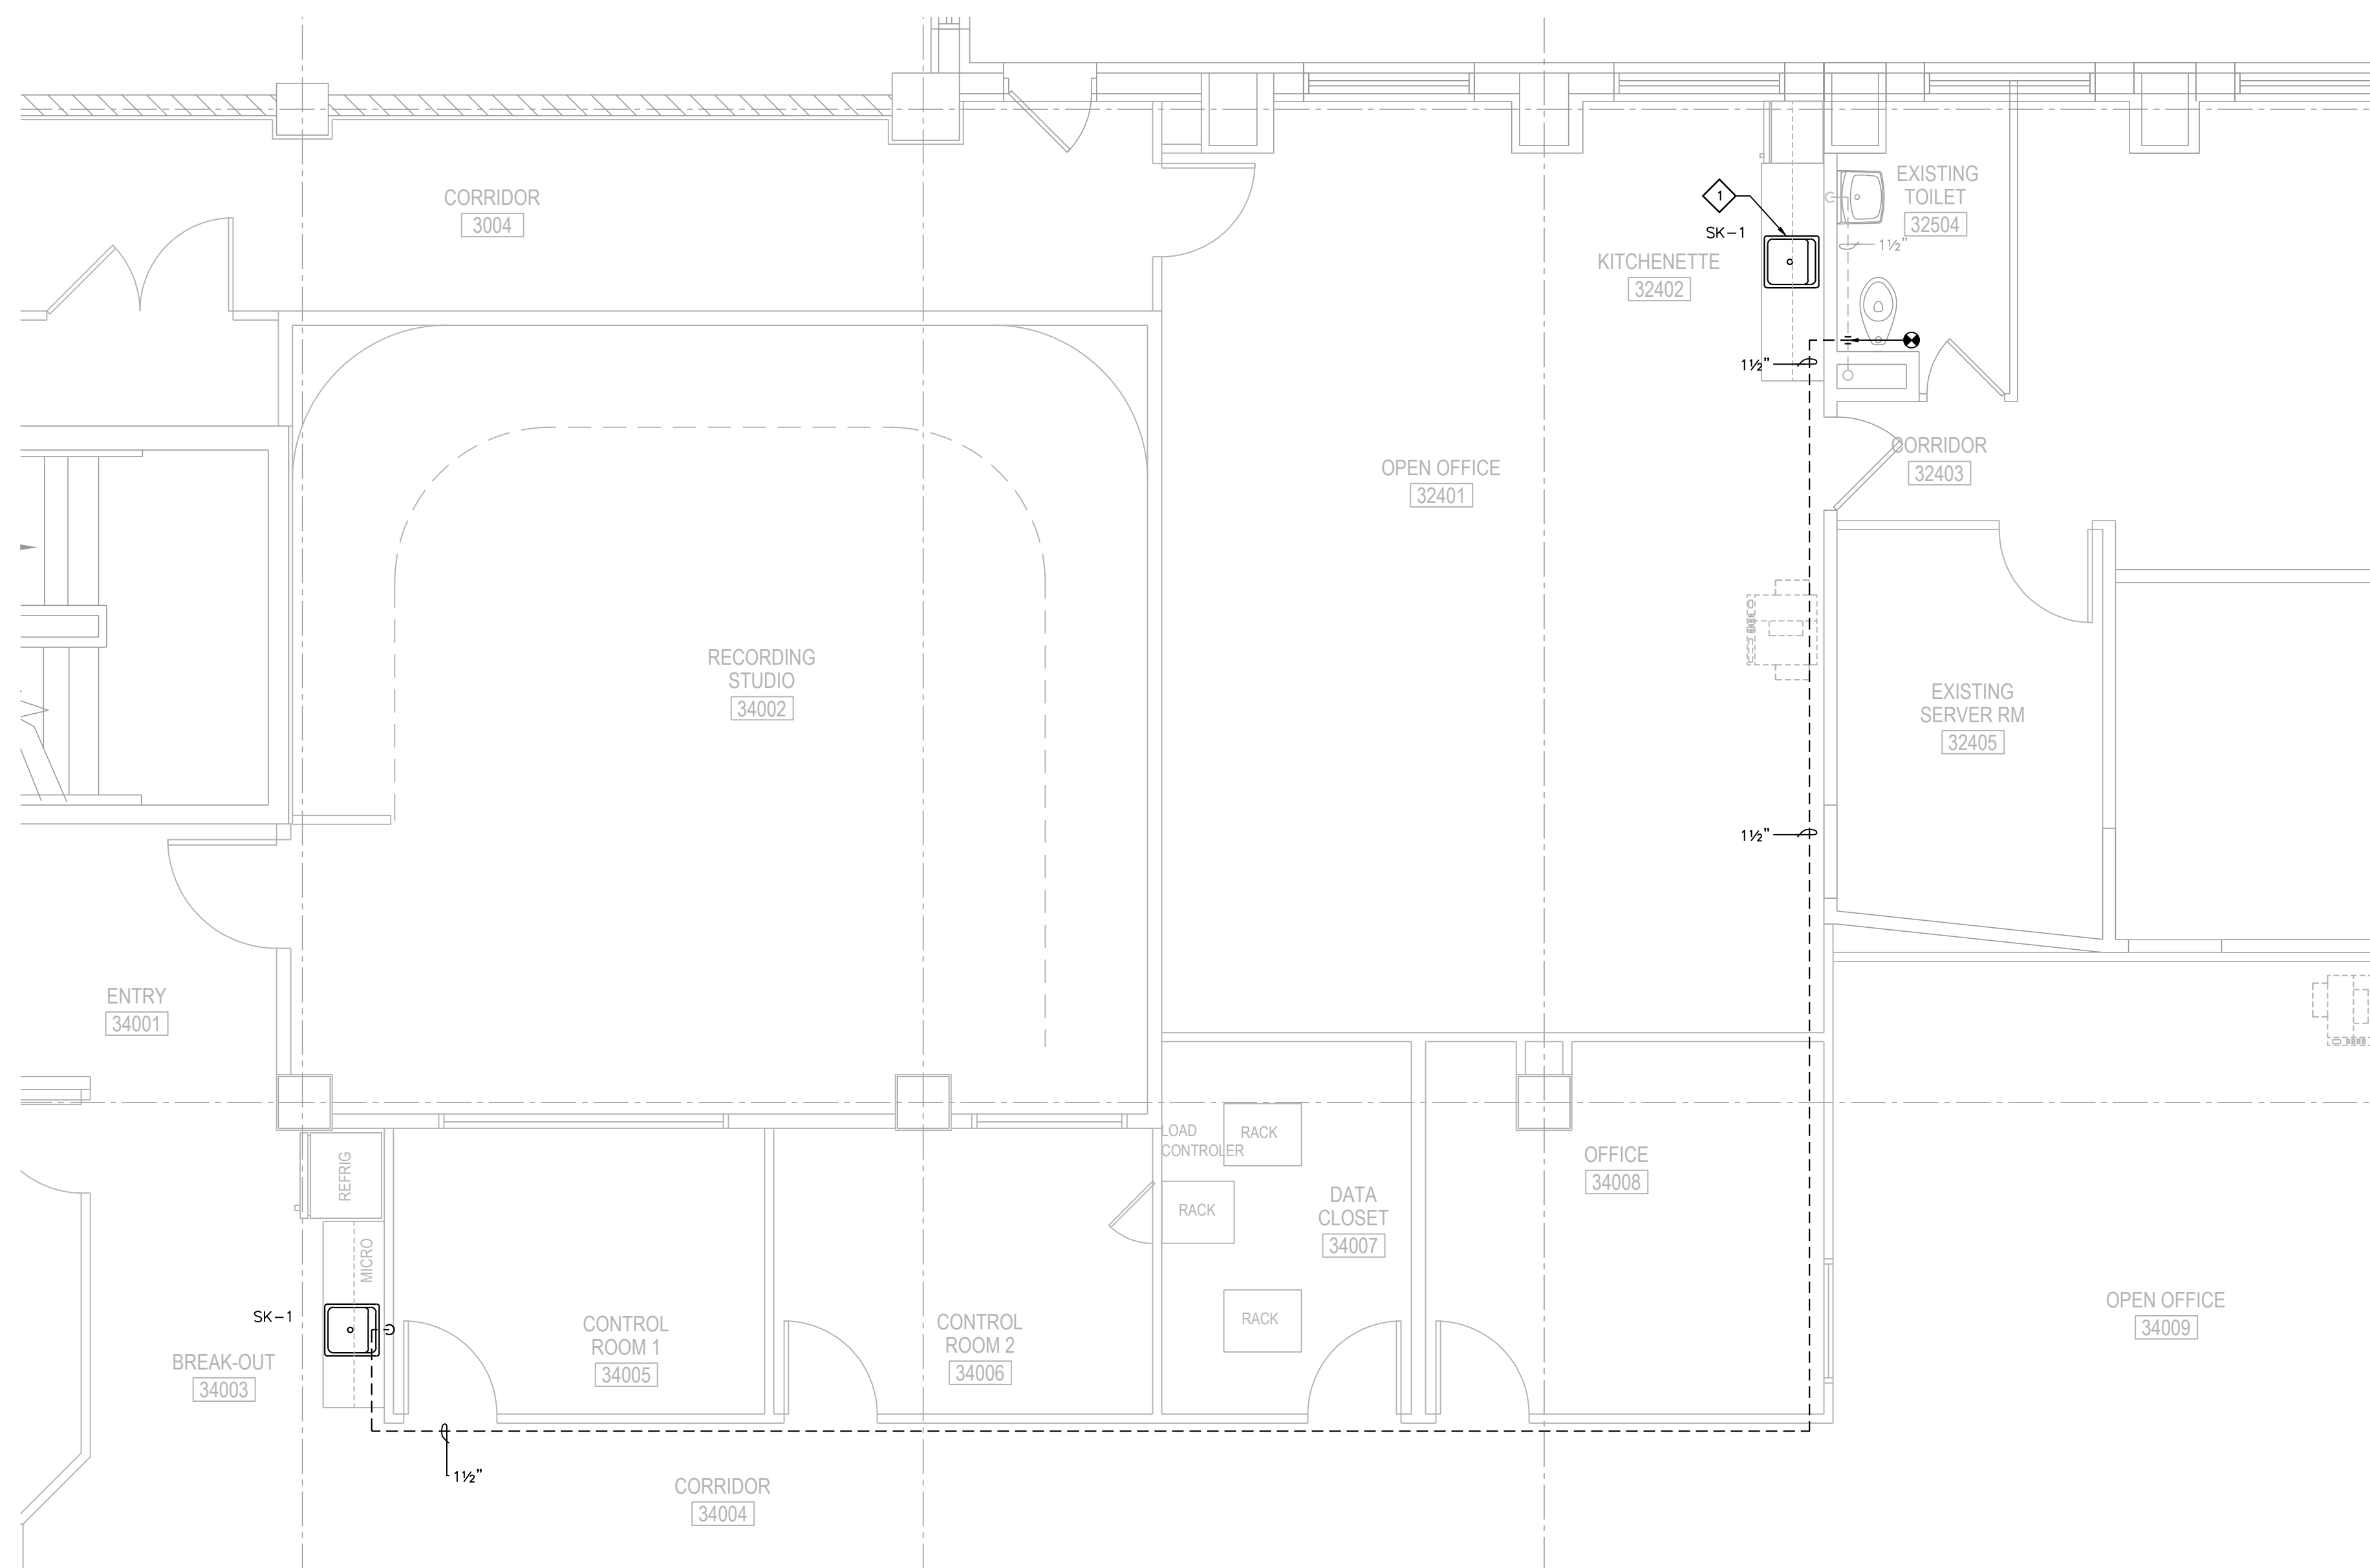 CORRIDOR
3004
EXISTING
TOILET
32504
1
SK-1
1½"
KITCHENETTE
32402
1½"
CORRIDOR
32403
OPEN OFFICE
32401
RECORDING
STUDIO
34002
EXISTING
SERVER RM
32405
1½"
ENTRY
34001
LOAD
CONTROLER
RACK
REFRIG
OFFICE
34008
RACK
DATA
CLOSET
34007
MICRO
RACK
OPEN OFFICE
34009
SK-1
CONTROL
ROOM 1
34005
CONTROL
ROOM 2
34006
BREAK-OUT
34003
1½"
CORRIDOR
34004